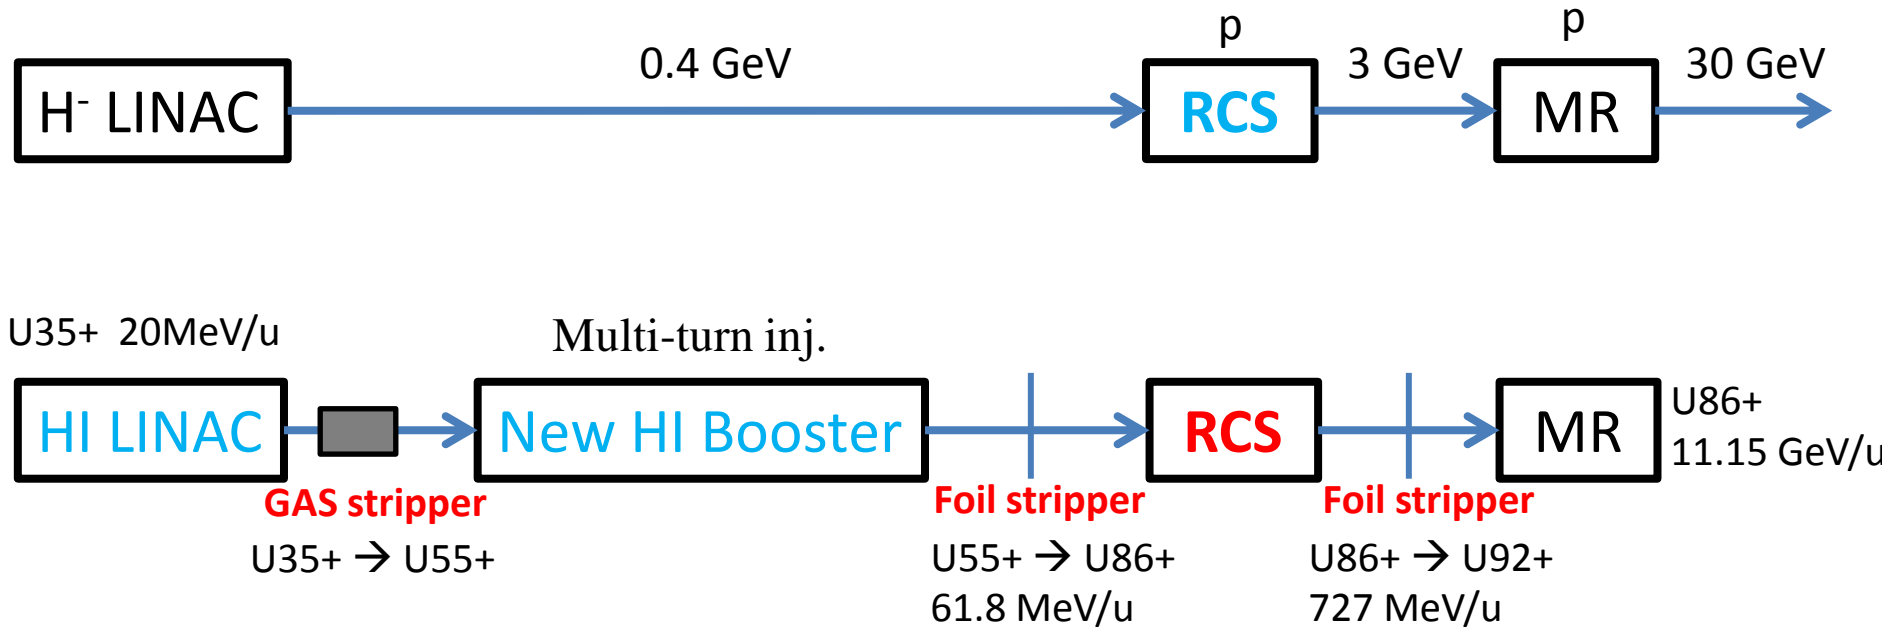 p
p
0.4 GeV
3 GeV
30 GeV
H- LINAC
RCS
MR
U35+ 20MeV/u
Multi-turn inj.
HI LINAC
New HI Booster
RCS
MR
U86+
11.15 GeV/u
GAS stripper
Foil stripper
Foil stripper
U35+ → U55+
U55+ → U86+
U86+ → U92+
61.8 MeV/u
727 MeV/u